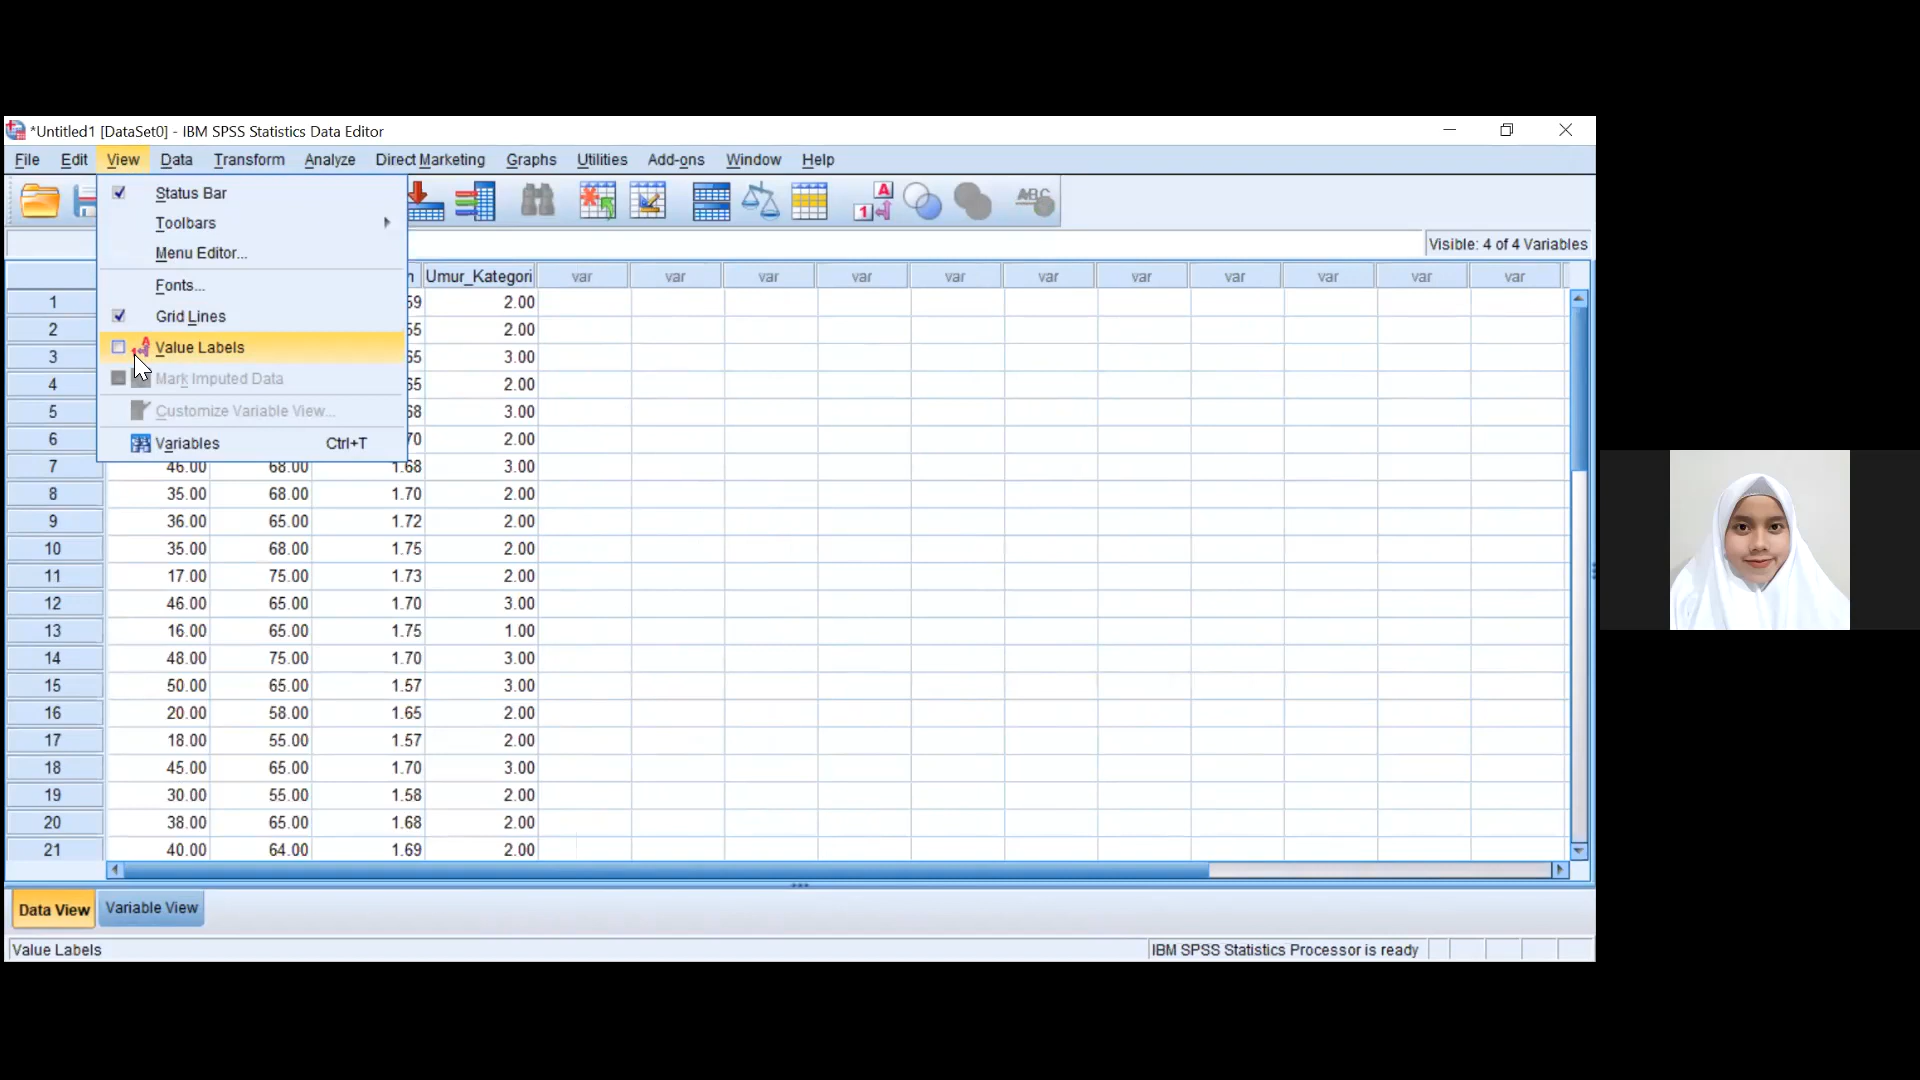 *Untitled1 [DataSet0] - IBM SPSS Statistics Data Editor
File Edit View Data Transform Analyze Direct Marketing Graphs Utilities Add-ons Window Help
Status Bar
Toolbars
Menu Editor...
Fonts...
Grid Lines
Value Labels
Mark Imputed Data
Customize Variable View...
Variables Ctrl+T
A
1
ABC
Visible: 4 of 4 Variables
Umur_Kategori var var var var var var var var var var var
1 59 2.00
2 55 2.00
3 65 3.00
4 65 2.00
5 68 3.00
6 70 2.00
7 46.00 68.00 1.68 3.00
8 35.00 68.00 1.70 2.00
9 36.00 65.00 1.72 2.00
10 35.00 68.00 1.75 2.00
11 17.00 75.00 1.73 2.00
12 46.00 65.00 1.70 3.00
13 16.00 65.00 1.75 1.00
14 48.00 75.00 1.70 3.00
15 50.00 65.00 1.57 3.00
16 20.00 58.00 1.65 2.00
17 18.00 55.00 1.57 2.00
18 45.00 65.00 1.70 3.00
19 30.00 55.00 1.58 2.00
20 38.00 65.00 1.68 2.00
21 40.00 64.00 1.69 2.00
Data View Variable View
Value Labels IBM SPSS Statistics Processor is ready